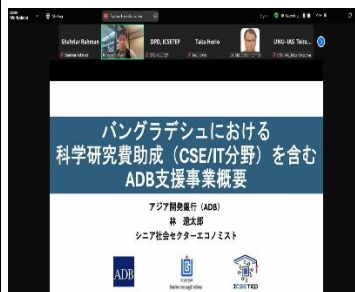 Shahriar Rahman
DPD, ICSETEP
Taka Horio
UNU-IAS Toko...
バングラデシュにおける
科学研究費助成（CSE/IT分野）を含む
ADB支援事業概要
アジア開発銀行（ADB）
林 遼太郎
シニア社会セクターエコノミスト
ADB
ICSETEP